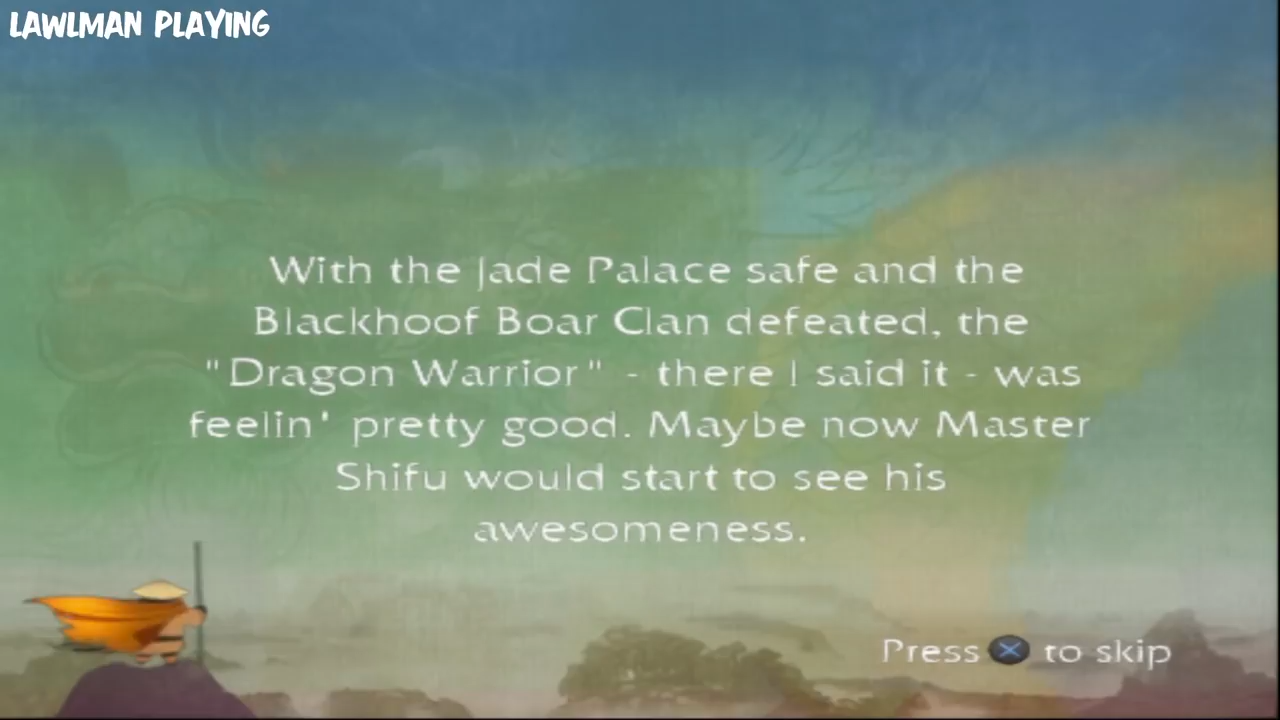 LAWLMAN PLAYING
With the Jade Palace safe and the
Blackhoof Boar Clan defeated, the
"Dragon Warrior" - there I said it - was
feelin' pretty good. Maybe now Master
Shifu would start to see his
awesomeness.
Press X to skip